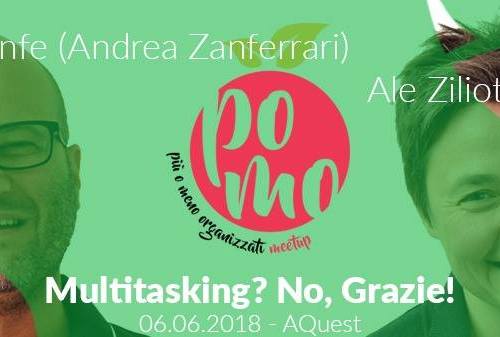 nfe (Andrea Zanferrari)
Ale Ziliot
po
mo
più o meno organizzati meetup
Multitasking? No, Grazie!
06.06.2018 - AQuest